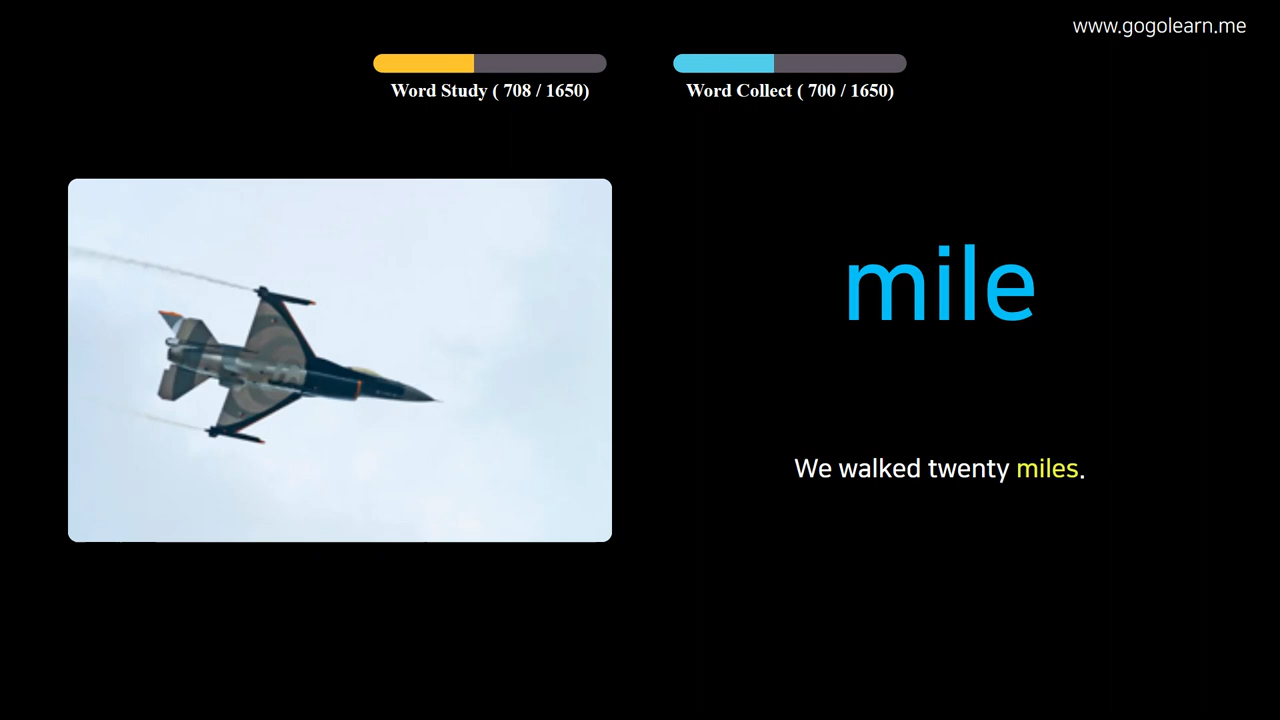 www.gogolearn.me
Word Study ( 708 / 1650)
Word Collect ( 700 / 1650)
mile
We walked twenty miles.